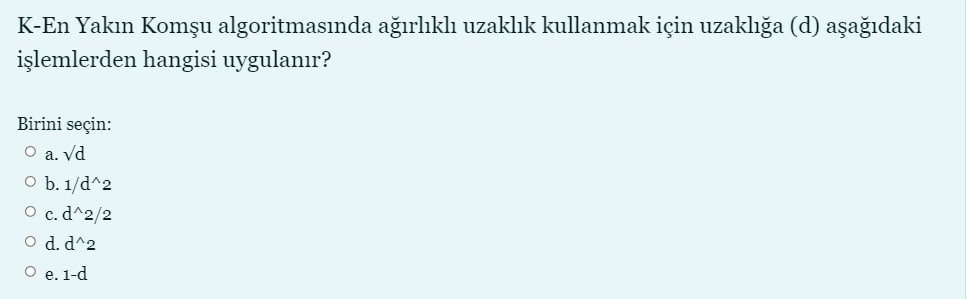 K-En Yakın Komşu algoritmasında ağırlıklı uzaklık kullanmak için uzaklığa (d) aşağıdaki
işlemlerden hangisi uygulanır?
Birini seçin:
a. √d
b. 1/d^2
c. d^2/2
d. d^2
e. 1-d